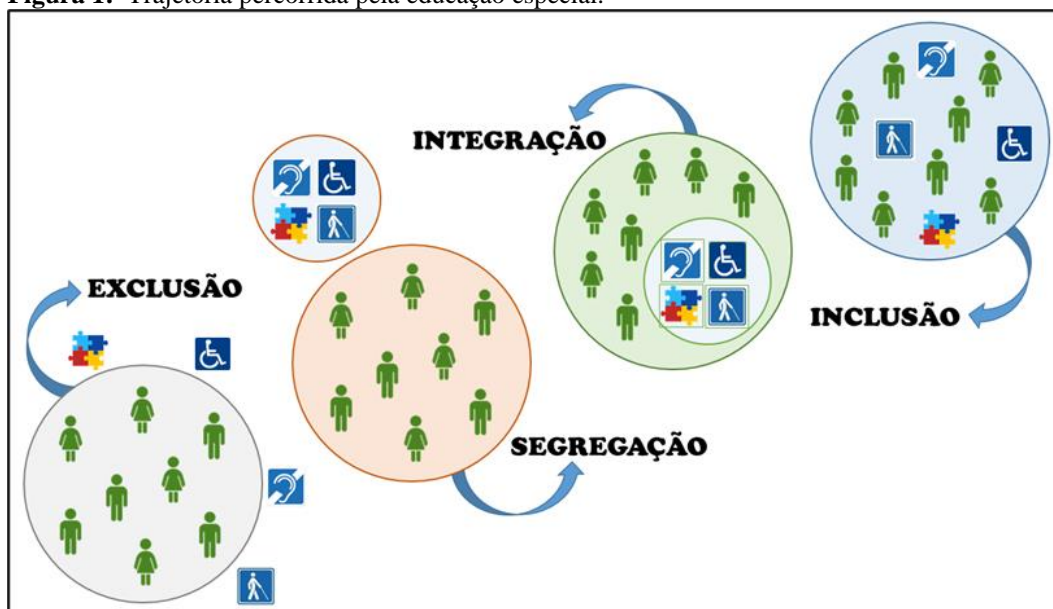 Figura 1: Trajetória percorrida pela educação especial.
INTEGRAÇÃO
EXCLUSÃO
INCLUSÃO
SEGREGAÇÃO